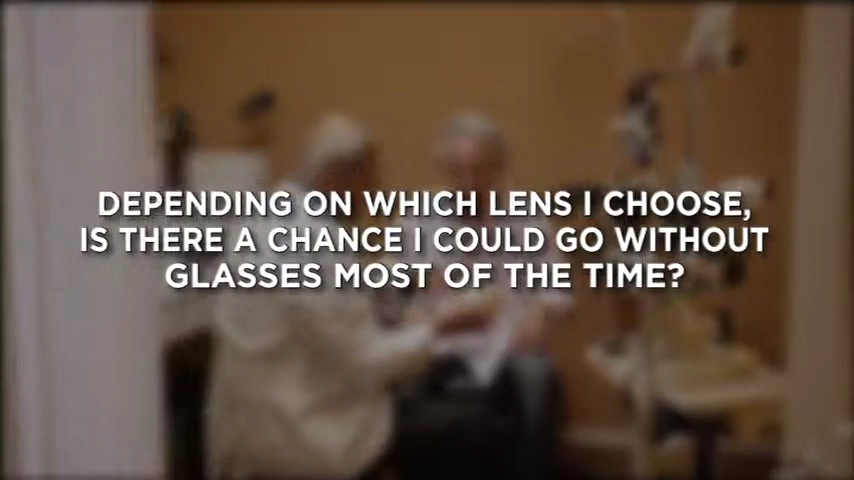 DEPENDING ON WHICH LENS I CHOOSE,
IS THERE A CHANCE I COULD GO WITHOUT
GLASSES MOST OF THE TIME?